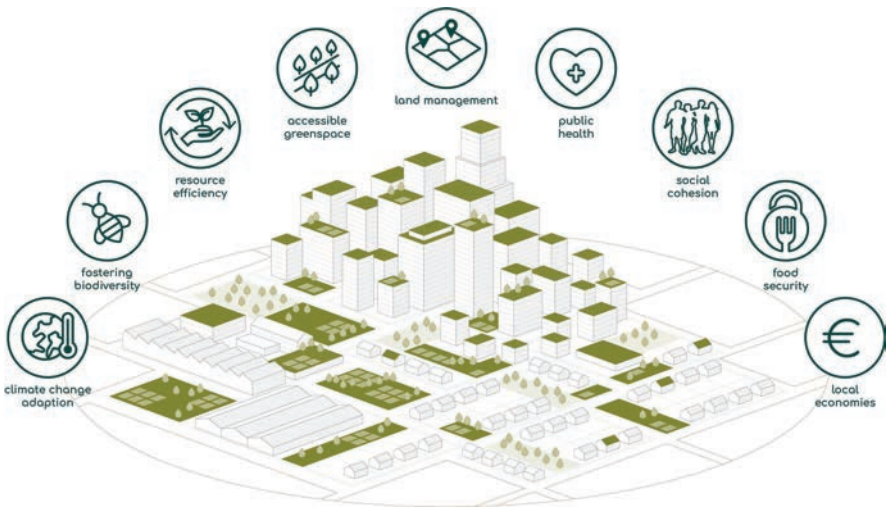 climate change
adaption
fostering
biodiversity
resource
efficiency
accessible
greenspace
land management
public
health
social
cohesion
food
security
€
local
economies